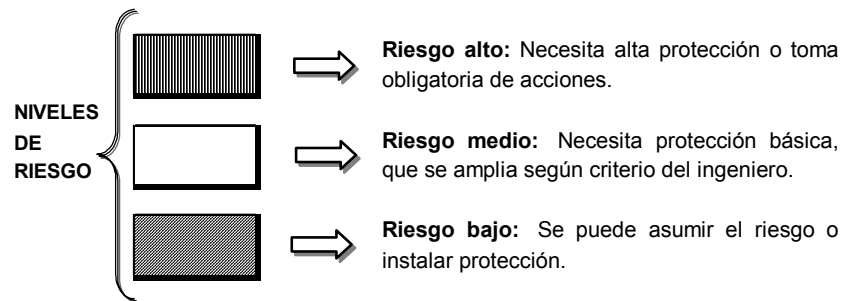 NIVELES
DE
RIESGO
Riesgo alto: Necesita alta protección o toma
obligatoria de acciones.
Riesgo medio: Necesita protección básica,
que se amplia según criterio del ingeniero.
Riesgo bajo: Se puede asumir el riesgo o
instalar protección.